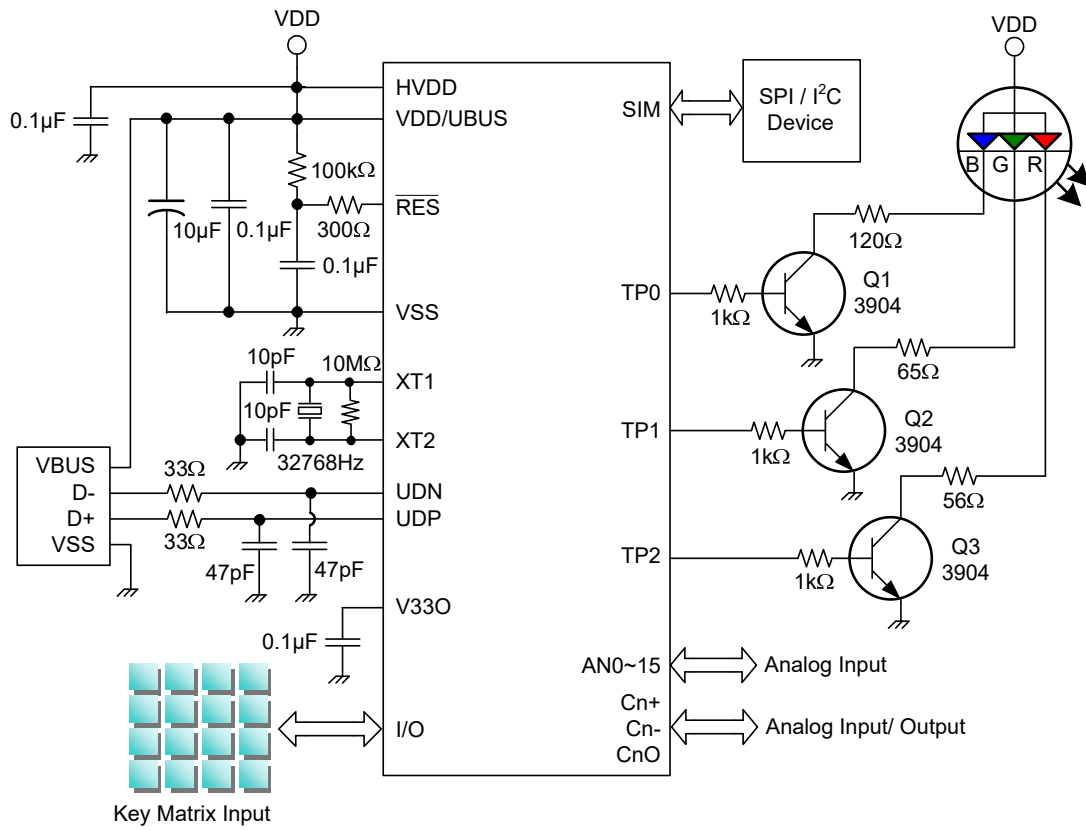 VDD
VDD
HVDD
0.1µF
VDD/UBUS
SIM
SPI / I²C
Device
100kΩ
B G R
RES
10µF
0.1µF
300Ω
120Ω
0.1µF
Q1
3904
TP0
1kΩ
VSS
10pF
10MΩ
XT1
65Ω
10pF
Q2
3904
TP1
1kΩ
XT2
32768Hz
VBUS
33Ω
D-
UDN
56Ω
D+
UDP
VSS
33Ω
Q3
3904
TP2
1kΩ
47pF
47pF
V33O
0.1µF
AN0~15
Analog Input
Cn+
Cn-
CnO
Analog Input/ Output
I/O
Key Matrix Input